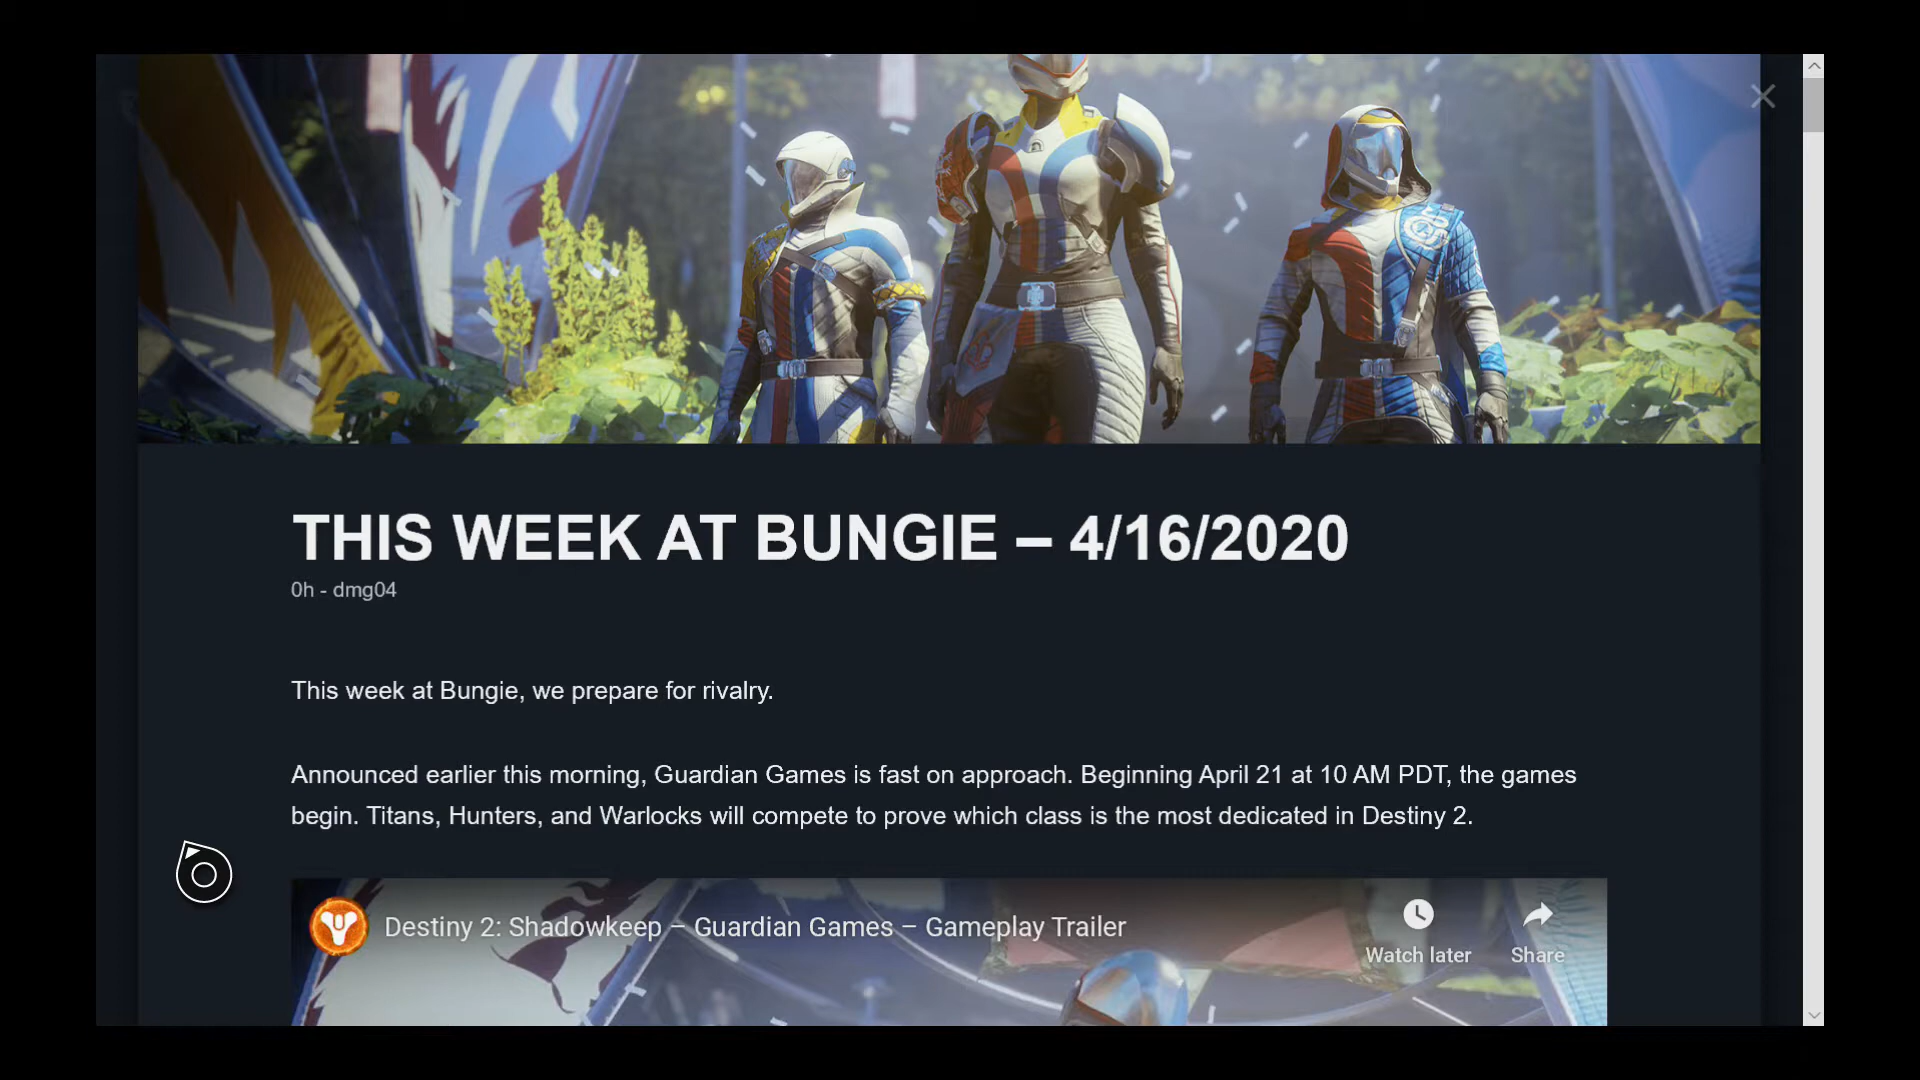 THIS WEEK AT BUNGIE – 4/16/2020
0h - dmg04
This week at Bungie, we prepare for rivalry.
Announced earlier this morning, Guardian Games is fast on approach. Beginning April 21 at 10 AM PDT, the games
begin. Titans, Hunters, and Warlocks will compete to prove which class is the most dedicated in Destiny 2.
Destiny 2: Shadowkeep – Guardian Games – Gameplay Trailer
Watch later
Share